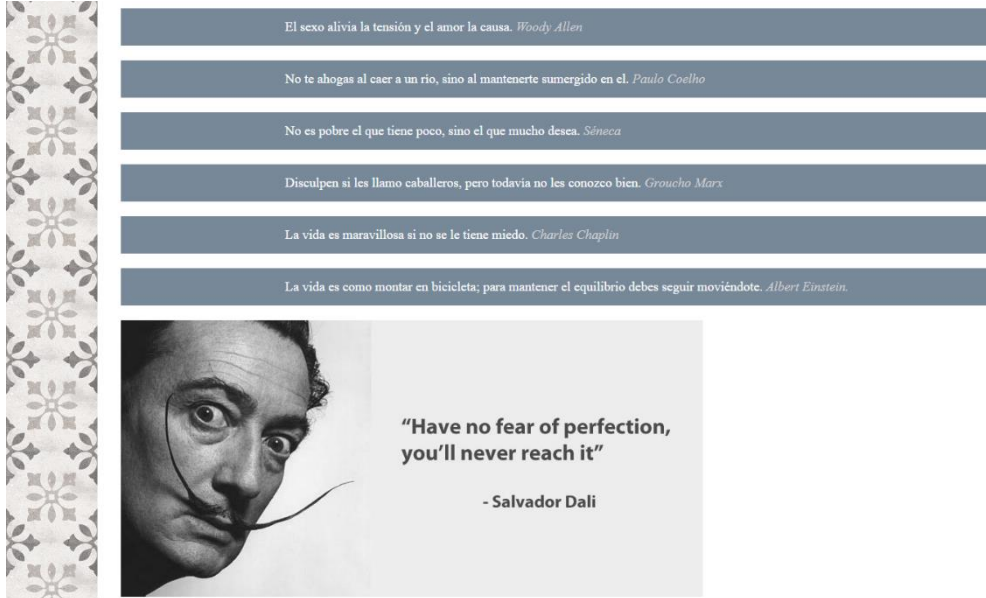 El sexo alivia la tensión y el amor la causa. Woody Allen
No te ahogas al caer a un rio, sino al mantenerte sumergido en el. Paulo Coelho
No es pobre el que tiene poco, sino el que mucho desea. Séneca
Disculpen si les llamo caballeros, pero todavía no les conozco bien. Groucho Marx
La vida es maravillosa si no se le tiene miedo. Charles Chaplin
La vida es como montar en bicicleta; para mantener el equilibrio debes seguir moviéndote. Albert Einstein.
“Have no fear of perfection,
you’ll never reach it”
- Salvador Dali